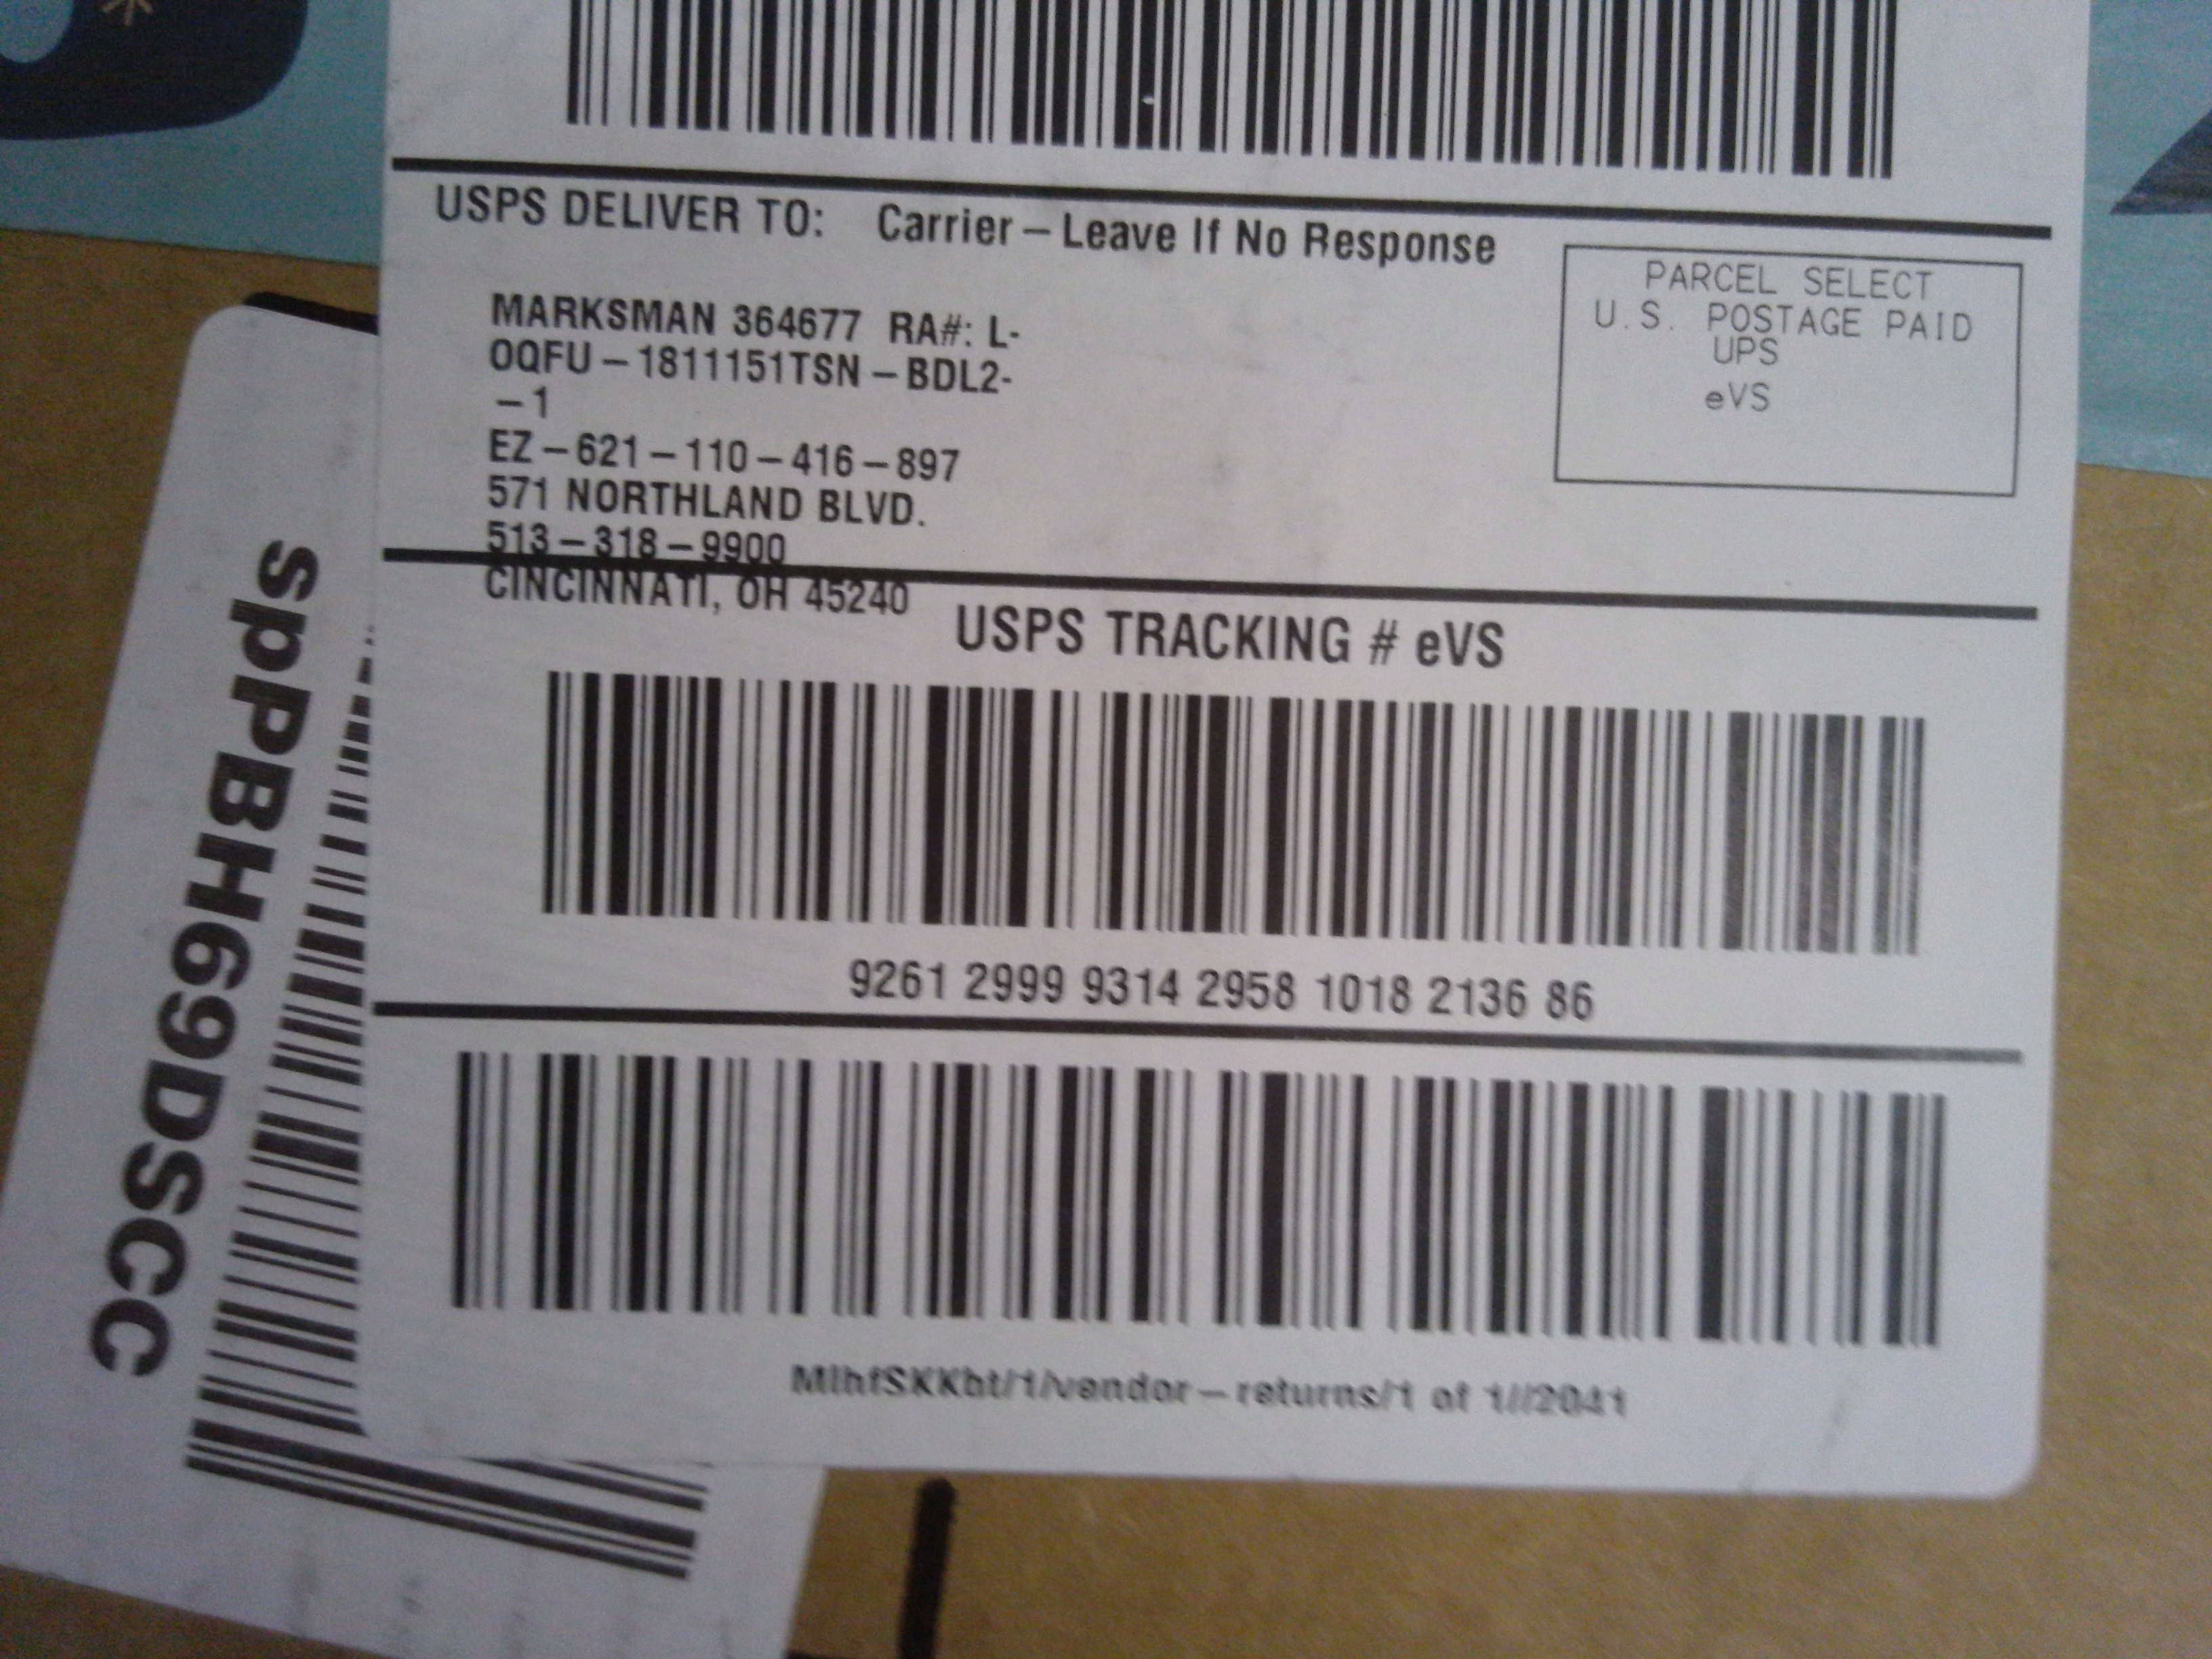 USPS DELIVER TO: Carrier – Leave If No Response
MARKSMAN 364677 RA#: L-
OQFU – 1811151TSN – BDL2-
– 1
EZ – 621 – 110 – 416 – 897
571 NORTHLAND BLVD.
513 – 318 – 9900
CINCINNATI, OH 45240
PARCEL SELECT
U.S. POSTAGE PAID
UPS
eVS
USPS TRACKING # eVS
9261 2999 9314 2958 1018 2136 86
MlhfSKKbt/1/vendor – returns/1 of 1//2041
spPBH69DSCC